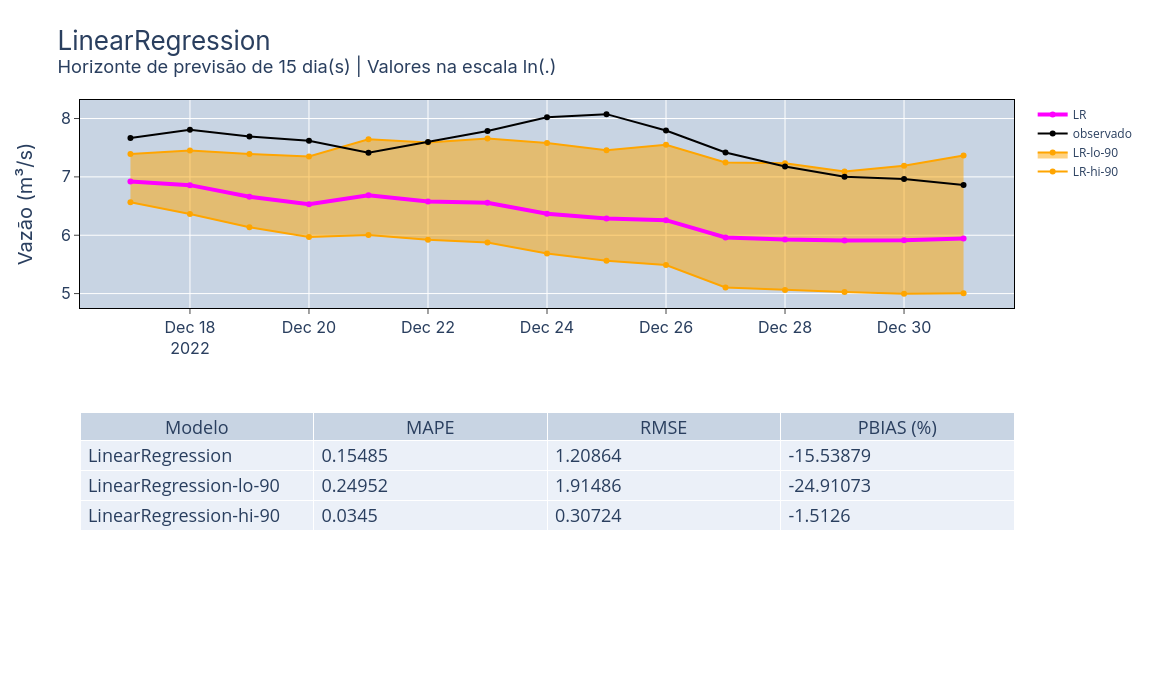 LinearRegression
Horizonte de previsão de 15 dia(s) | Valores na escala ln(.)
Vazão (m³/s)
8
7
6
5
Dec 18
2022
Dec 20
Dec 22
Dec 24
Dec 26
Dec 28
Dec 30
LR
observado
LR-lo-90
LR-hi-90
Modelo MAPE RMSE PBIAS (%)
LinearRegression 0.15485 1.20864 -15.53879
LinearRegression-lo-90 0.24952 1.91486 -24.91073
LinearRegression-hi-90 0.0345 0.30724 -1.5126